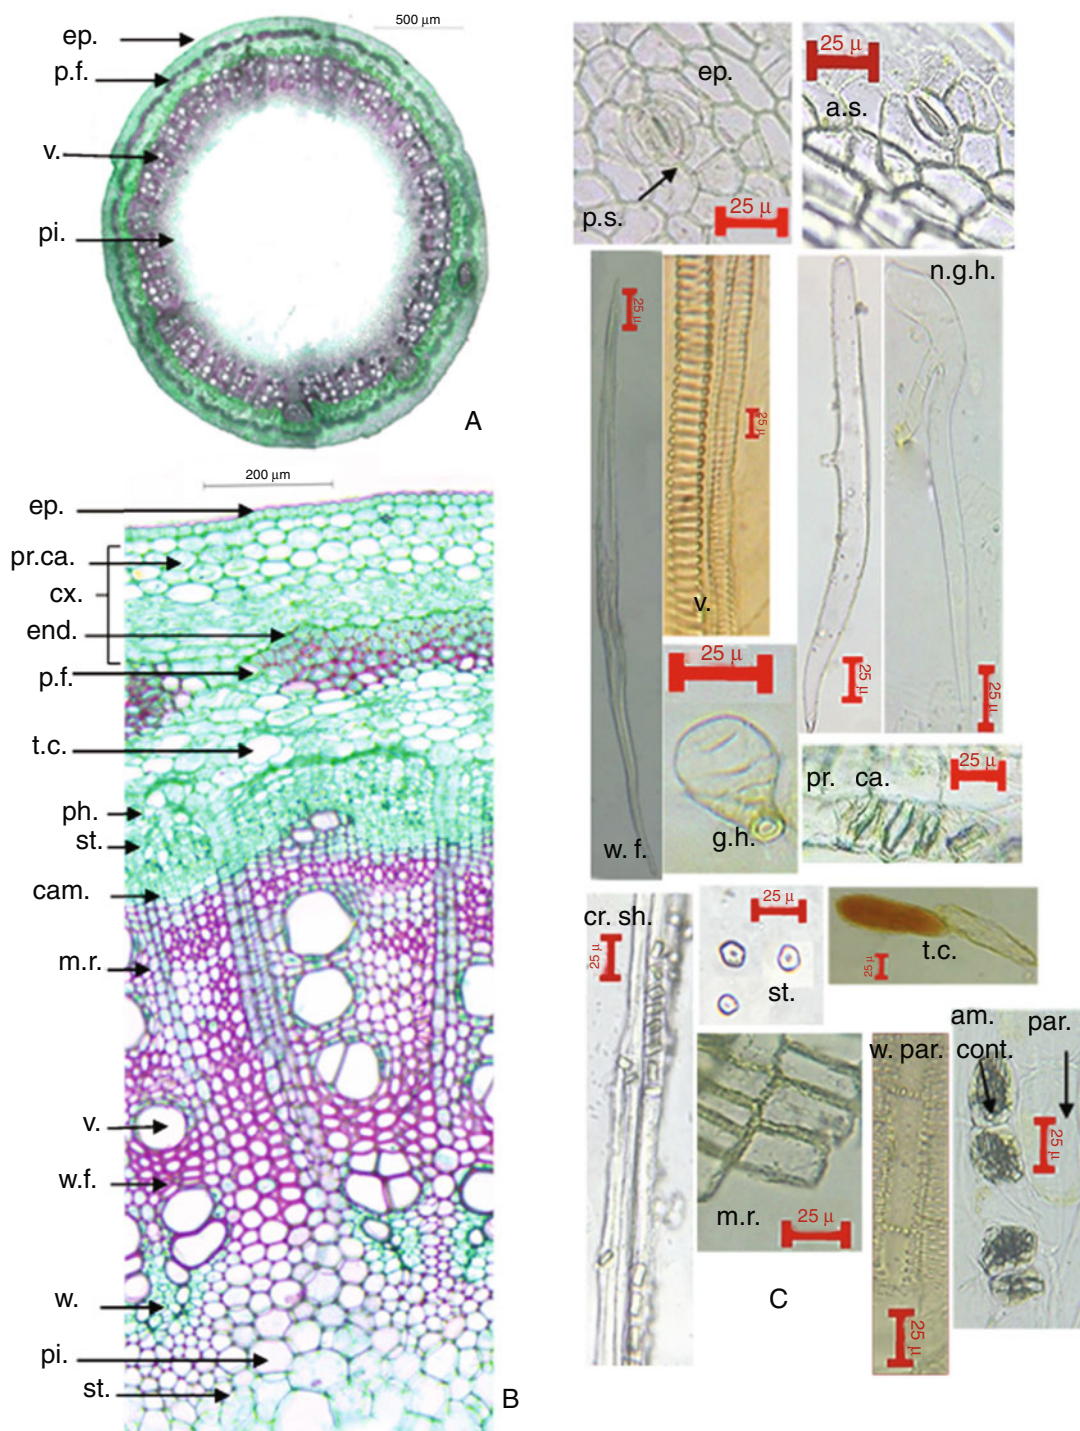 500 µm
ep.
p.f.
v.
pi.
A
200 µm
ep.
pr.ca.
cx.
end.
p.f.
t.c.
ph.
st.
cam.
m.r.
v.
w.f.
w.
pi.
st.
B
ep.
p.s.
25 µ
25 µ
a.s.
25 µ
w. f.
25 µ
v.
25 µ
n.g.h.
25 µ
25 µ
g.h.
25 µ
pr. ca.
cr. sh.
25 µ
25 µ
st.
t.c.
25 µ
m.r.
25 µ
w. par.
25 µ
am.
cont.
par.
25 µ
C